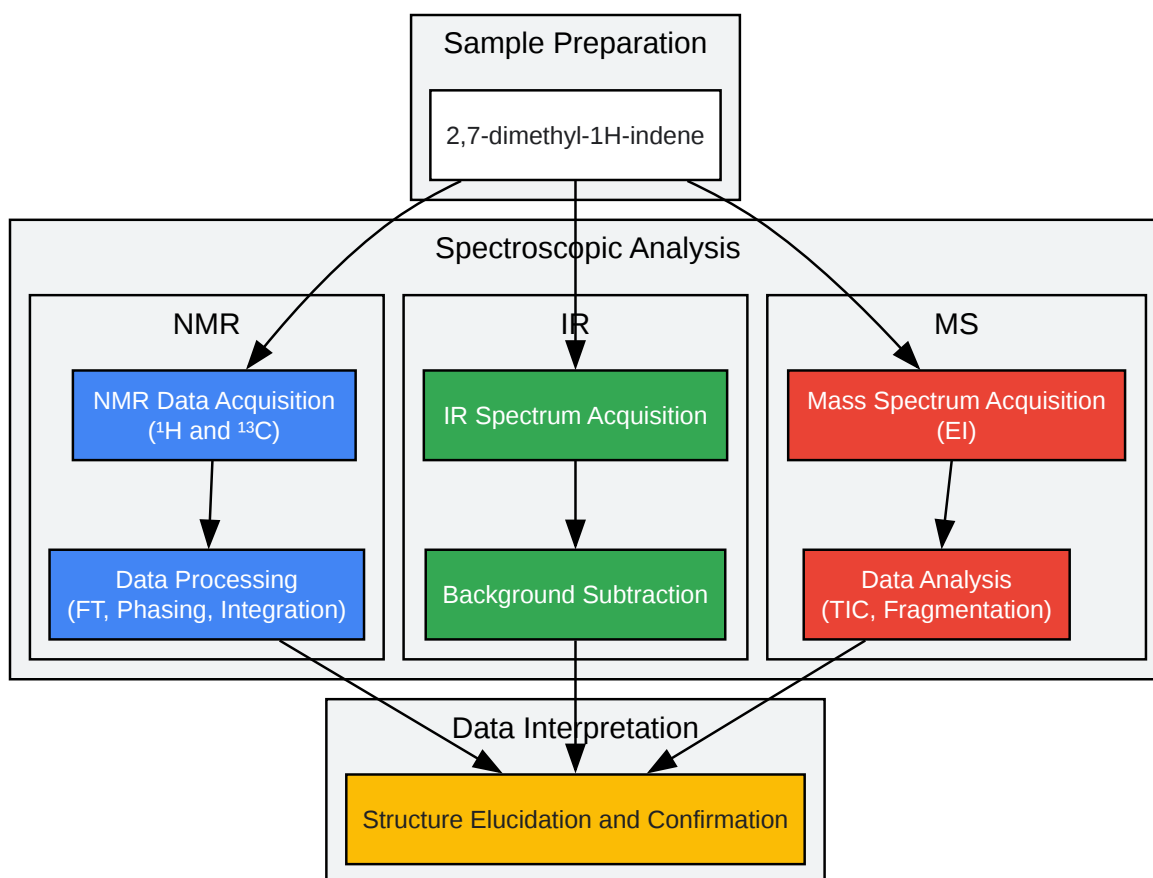 Sample Preparation
2,7-dimethyl-1H-indene
Spectroscopic Analysis
NMR
IR
MS
NMR Data Acquisition
(¹H and ¹³C)
IR Spectrum Acquisition
Mass Spectrum Acquisition
(EI)
Data Processing
(FT, Phasing, Integration)
Background Subtraction
Data Analysis
(TIC, Fragmentation)
Data Interpretation
Structure Elucidation and Confirmation